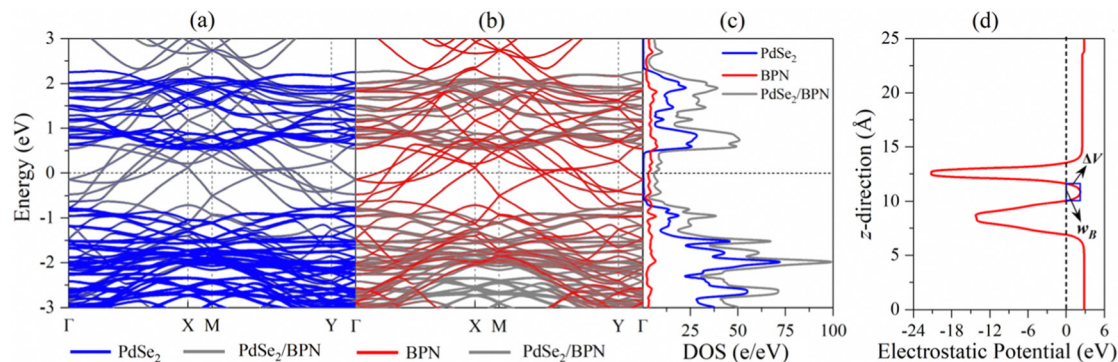 (a) (b) (c) (d)
Energy (eV)
3
2
1
0
-1
-2
-3
Γ X M Y Γ X M Y Γ
PdSe₂
BPN
PdSe₂/BPN
25 50 75 100
DOS (e/eV)
z-direction (Å)
25
20
15
10
5
0
ΔV
w_B
-24 -18 -12 -6 0 6
Electrostatic Potential (eV)
PdSe₂ PdSe₂/BPN BPN PdSe₂/BPN